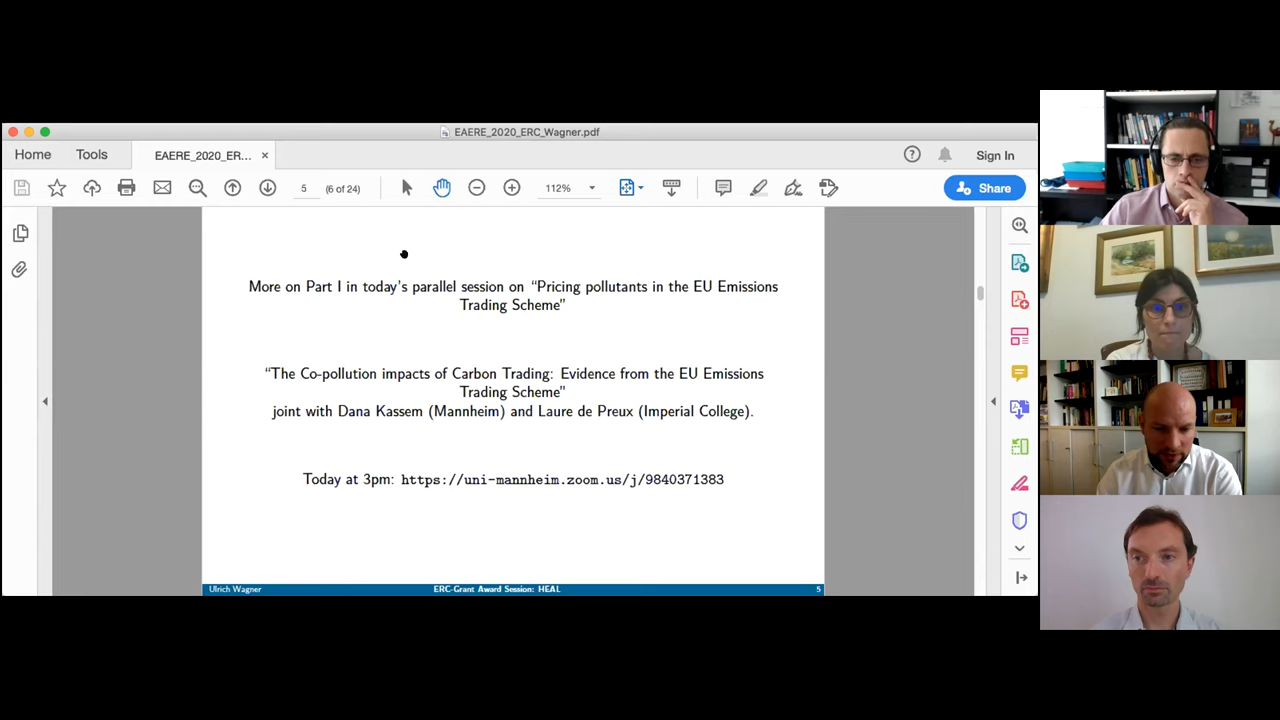 EAERE_2020_ERC_Wagner.pdf
Home
Tools
EAERE_2020_ER...
Sign In
5
(6 of 24)
112%
Share
More on Part I in today's parallel session on “Pricing pollutants in the EU Emissions
Trading Scheme”
“The Co-pollution impacts of Carbon Trading: Evidence from the EU Emissions
Trading Scheme”
joint with Dana Kassem (Mannheim) and Laure de Preux (Imperial College).
Today at 3pm: https://uni-mannheim.zoom.us/j/9840371383
Ulrich Wagner
ERC-Grant Award Session: HEAL
5